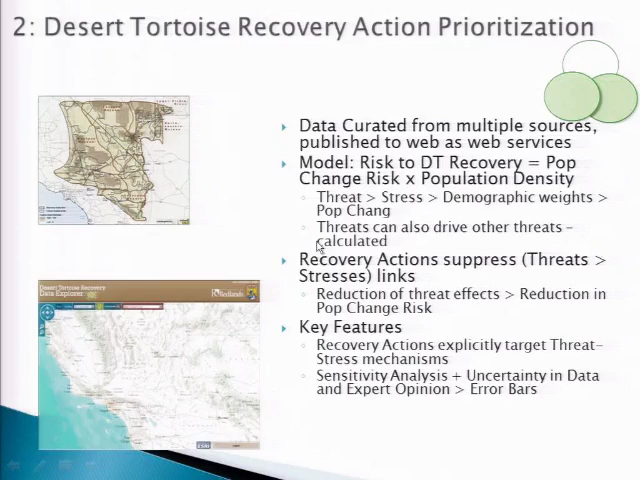 2: Desert Tortoise Recovery Action Prioritization
Data Curated from multiple sources,
published to web as web services
Model: Risk to DT Recovery = Pop
Change Risk x Population Density
Threat > Stress > Demographic weights >
Pop Chang
Threats can also drive other threats -
calculated
Recovery Actions suppress (Threats >
Stresses) links
Reduction of threat effects > Reduction in
Pop Change Risk
Key Features
Recovery Actions explicitly target Threat-
Stress mechanisms
Sensitivity Analysis + Uncertainty in Data
and Expert Opinion > Error Bars
Desert Tortoise Recovery
Data Explorer
Redlands
esri